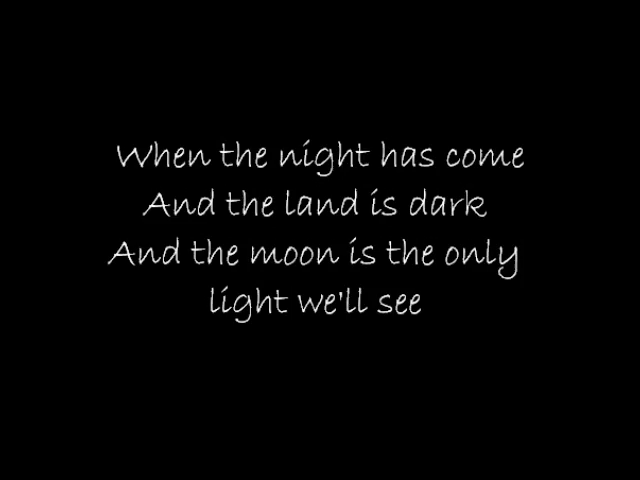 When the night has come
And the land is dark
And the moon is the only
light we'll see